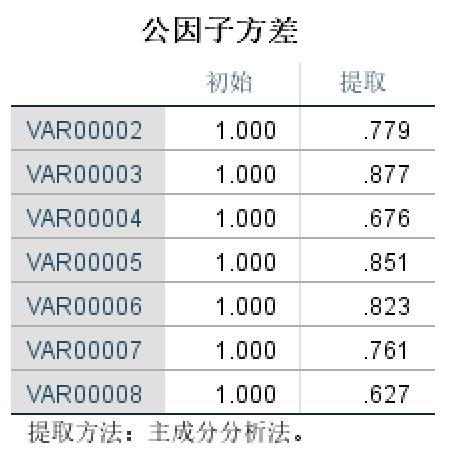 公因子方差
初始 提取
VAR00002 1.000 .779
VAR00003 1.000 .877
VAR00004 1.000 .676
VAR00005 1.000 .851
VAR00006 1.000 .823
VAR00007 1.000 .761
VAR00008 1.000 .627
提取方法：主成分分析法。